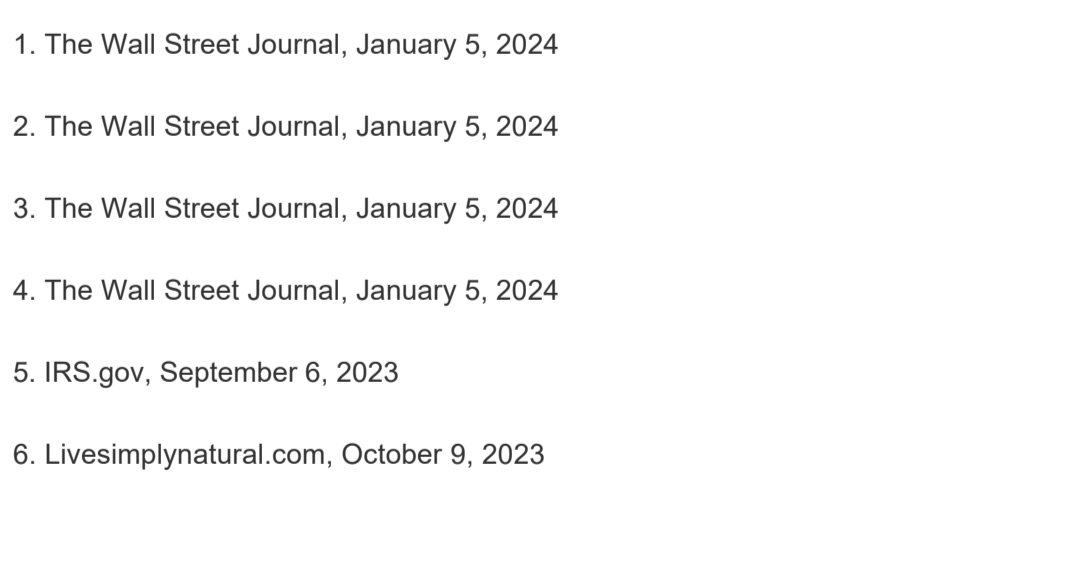 1. The Wall Street Journal, January 5, 2024
2. The Wall Street Journal, January 5, 2024
3. The Wall Street Journal, January 5, 2024
4. The Wall Street Journal, January 5, 2024
5. IRS.gov, September 6, 2023
6. Livesimplynatural.com, October 9, 2023